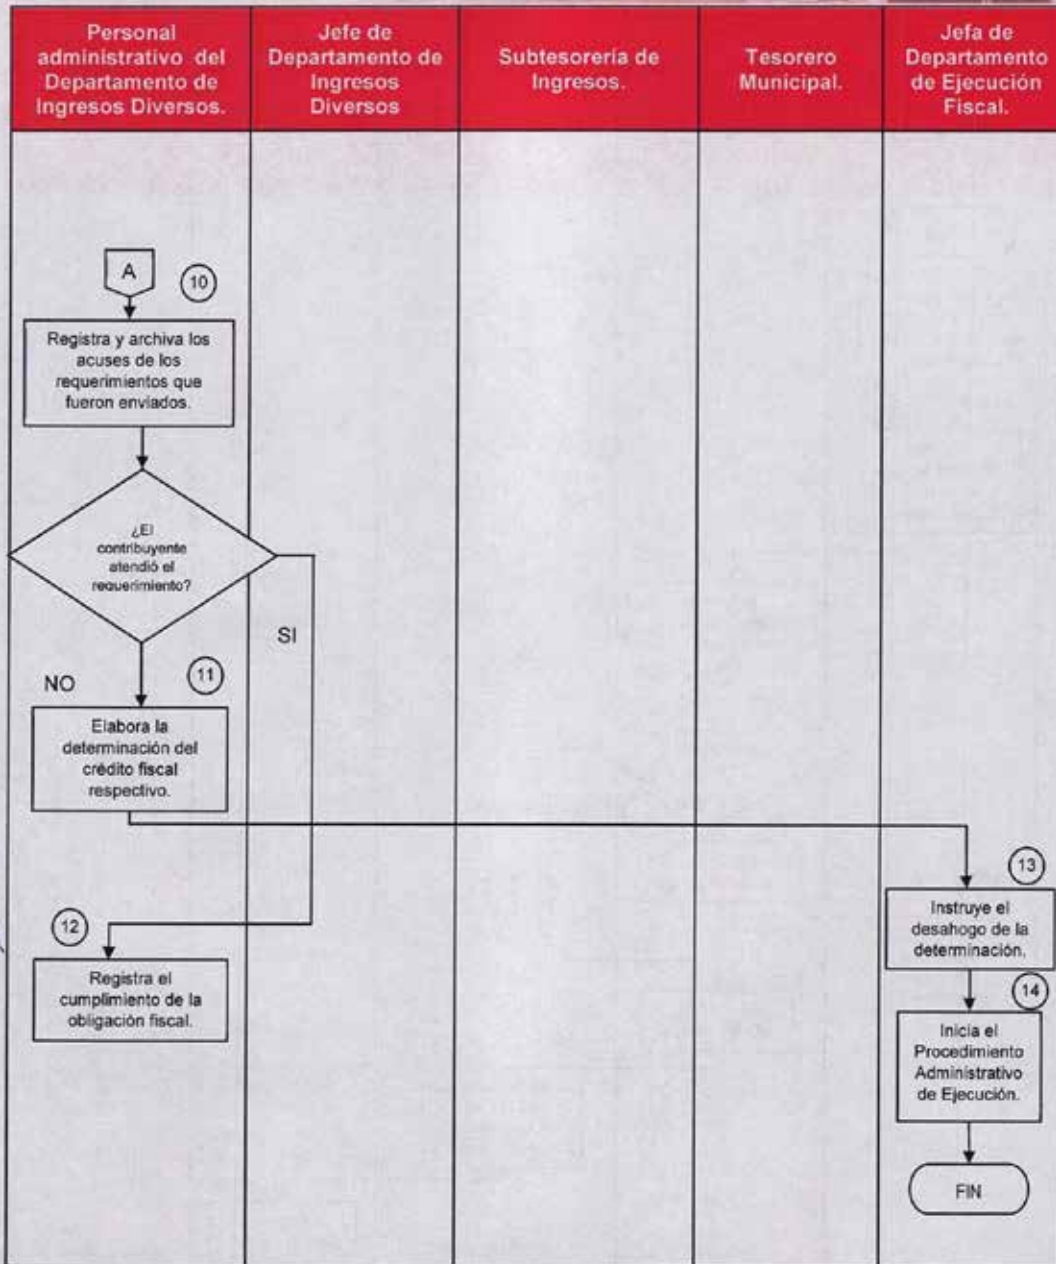 Personal
administrativo del
Departamento de
Ingresos Diversos.
Jefe de
Departamento de
Ingresos
Diversos
Subtesorería de
Ingresos.
Tesorero
Municipal.
Jefa de
Departamento
de Ejecución
Fiscal.
A
10
Registra y archiva los
acuses de los
requerimientos que
fueron enviados.
¿El
contribuyente
atendió el
requerimiento?
SI
NO
11
Elabora la
determinación del
crédito fiscal
respectivo.
13
Instruye el
desahogo de la
determinación.
12
Registra el
cumplimiento de la
obligación fiscal.
14
Inicia el
Procedimiento
Administrativo
de Ejecución.
FIN